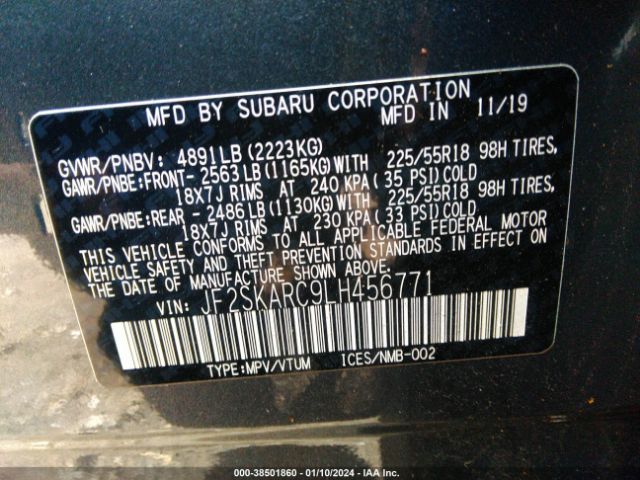 MFD BY SUBARU CORPORATION
MFD IN 11/19
GVWR/PNBV: 4891LB (2223KG)
GAWR/PNBE:FRONT- 2563LB(1165KG)WITH 225/55R18 98H TIRES,
18X7J RIMS AT 240 KPA(35 PSI)COLD
GAWR/PNBE:REAR - 2486LB(1130KG)WITH 225/55R18 98H TIRES,
18X7J RIMS AT 230 KPA(33 PSI)COLD
THIS VEHICLE CONFORMS TO ALL APPLICABLE FEDERAL MOTOR
VEHICLE SAFETY AND THEFT PREVENTION STANDARDS IN EFFECT ON
THE DATE OF MANUFACTURE SHOWN ABOVE.
VIN: JF2SKARC9LH456771
TYPE:MPV/VTUM ICES/NMB-002
000-38501860 - 01/10/2024 - IAA Inc.